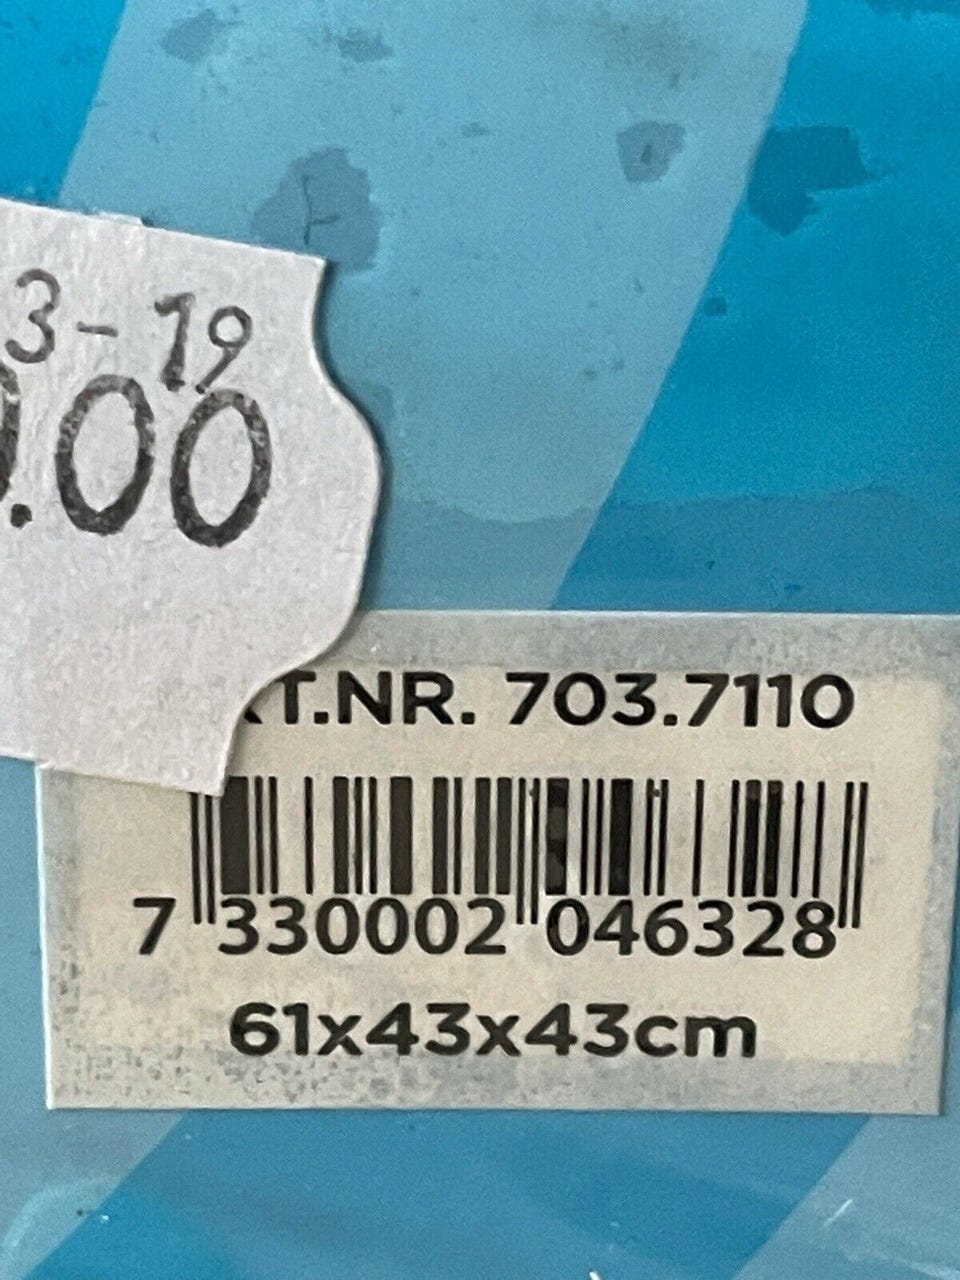 3-19
.00
T.NR. 703.7110
7 330002 046328
61x43x43cm